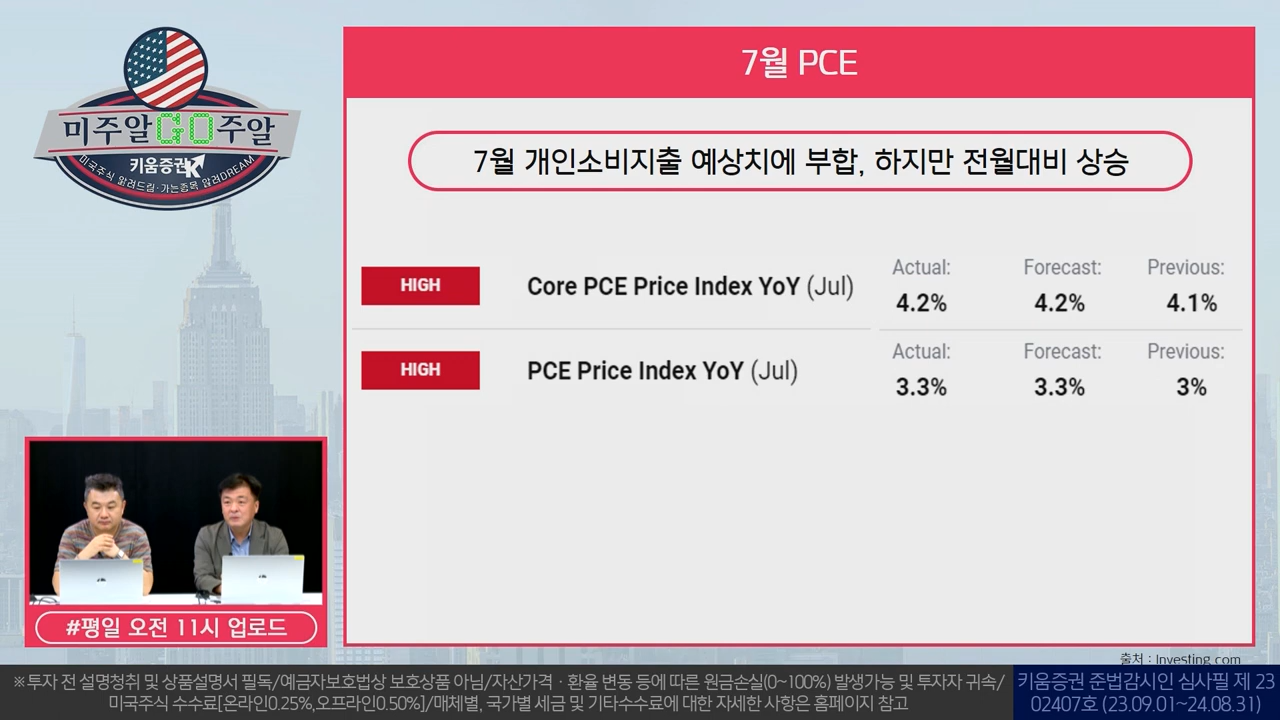 미주알GO주알
키움증권
미국주식 알려드림·가는종목 알려DREAM
7월 PCE
7월 개인소비지출 예상치에 부합, 하지만 전월대비 상승
HIGH
Core PCE Price Index YoY (Jul)
Actual: Forecast: Previous:
4.2% 4.2% 4.1%
HIGH
PCE Price Index YoY (Jul)
Actual: Forecast: Previous:
3.3% 3.3% 3%
#평일 오전 11시 업로드
출처 : Investing.com
※투자 전 설명청취 및 상품설명서 필독/예금자보호법상 보호상품 아님/자산가격·환율 변동 등에 따른 원금손실(0~100%) 발생가능 및 투자자 귀속/
미국주식 수수료[온라인0.25%,오프라인0.50%]/매체별, 국가별 세금 및 기타수수료에 대한 자세한 사항은 홈페이지 참고
키움증권 준법감시인 심사필 제 23
02407호 (23.09.01~24.08.31)